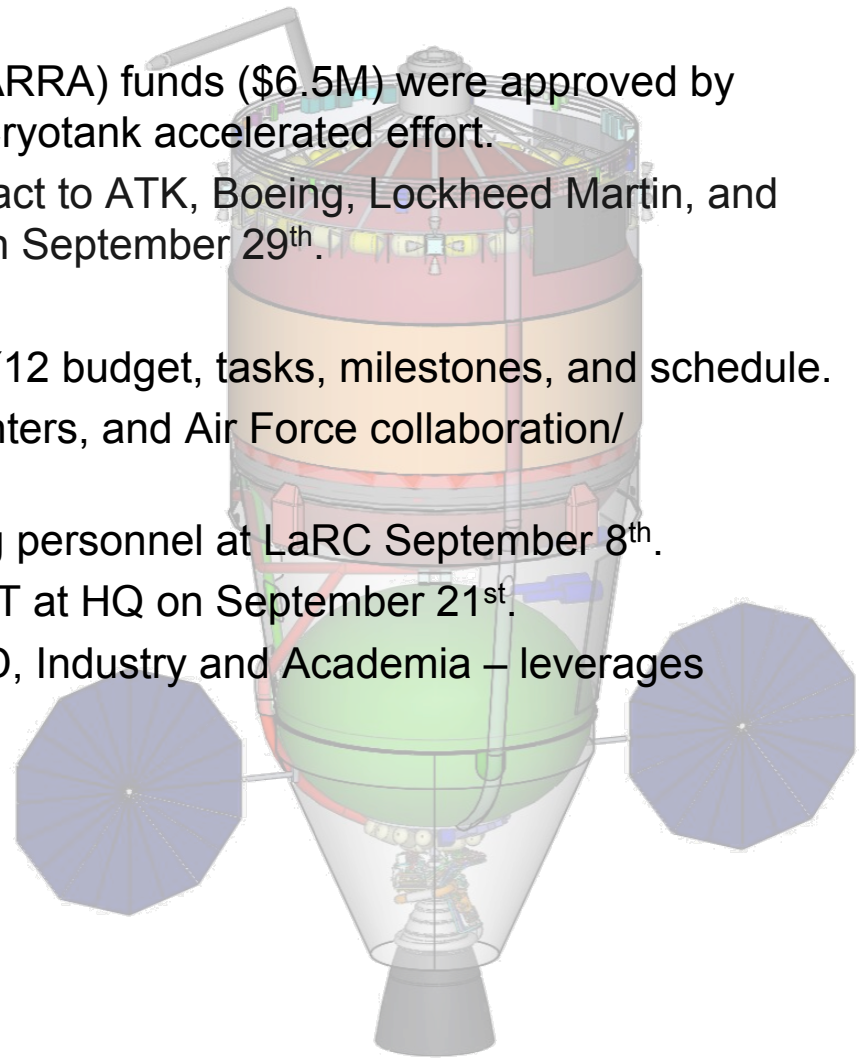 ARRA) funds ($6.5M) were approved by
ryotank accelerated effort.
act to ATK, Boeing, Lockheed Martin, and
n September 29th.
12 budget, tasks, milestones, and schedule.
nters, and Air Force collaboration/
g personnel at LaRC September 8th.
T at HQ on September 21st.
, Industry and Academia – leverages